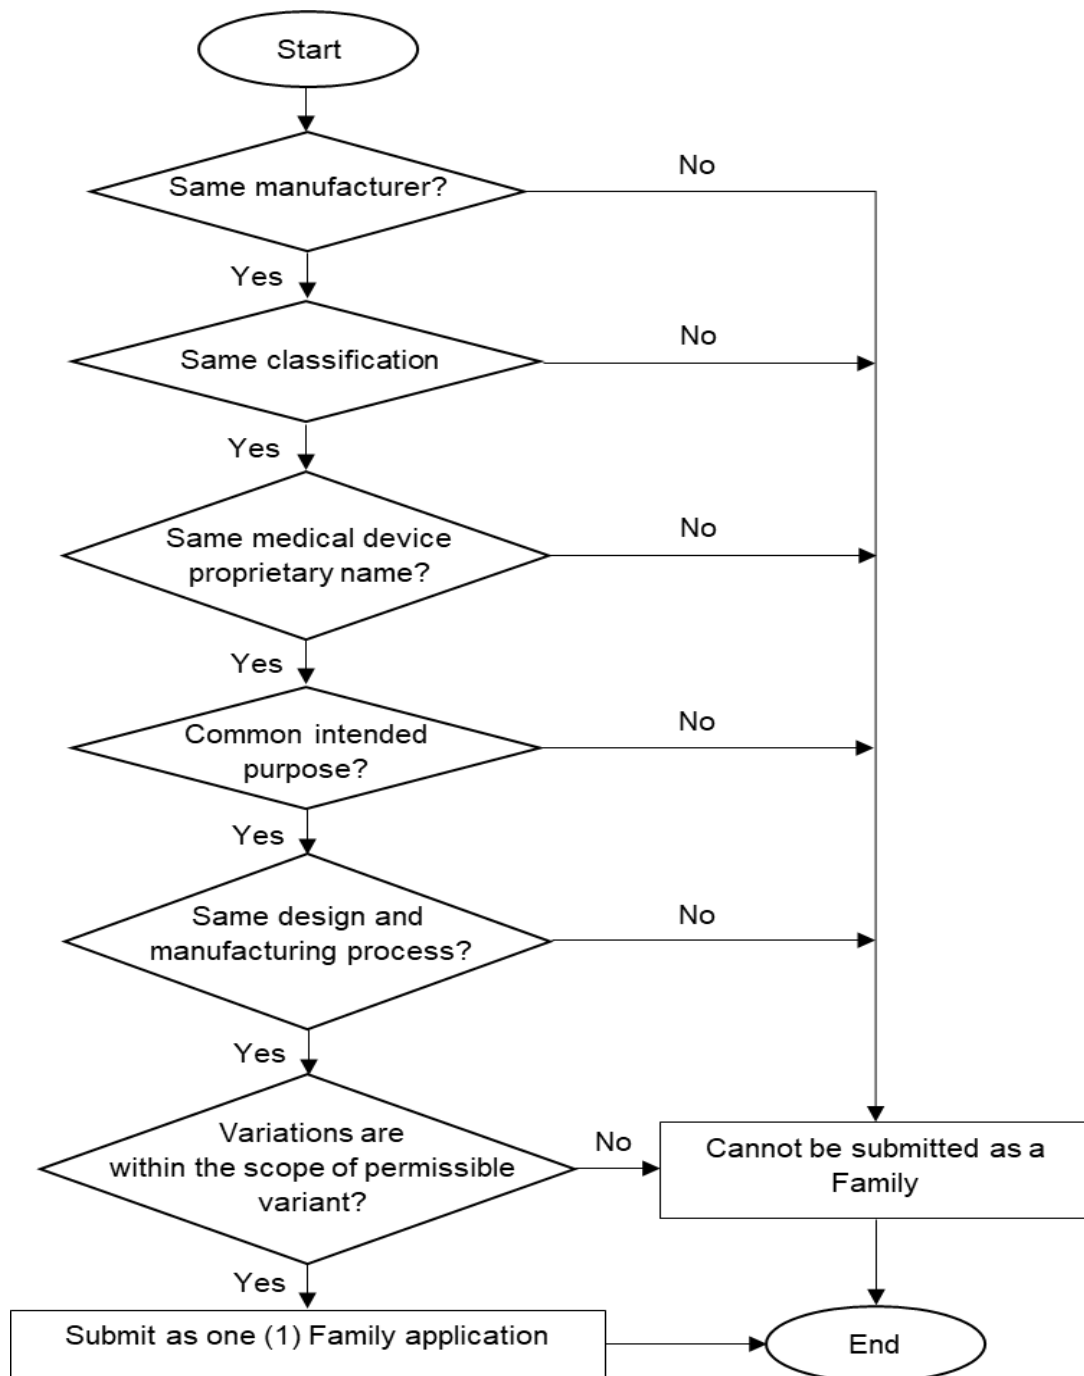 Start
Same manufacturer?
No
Yes
Same classification
No
Yes
Same medical device
proprietary name?
No
Yes
Common intended
purpose?
No
Yes
Same design and
manufacturing process?
No
Yes
Variations are
within the scope of permissible
variant?
No
Cannot be submitted as a
Family
Yes
Submit as one (1) Family application
End